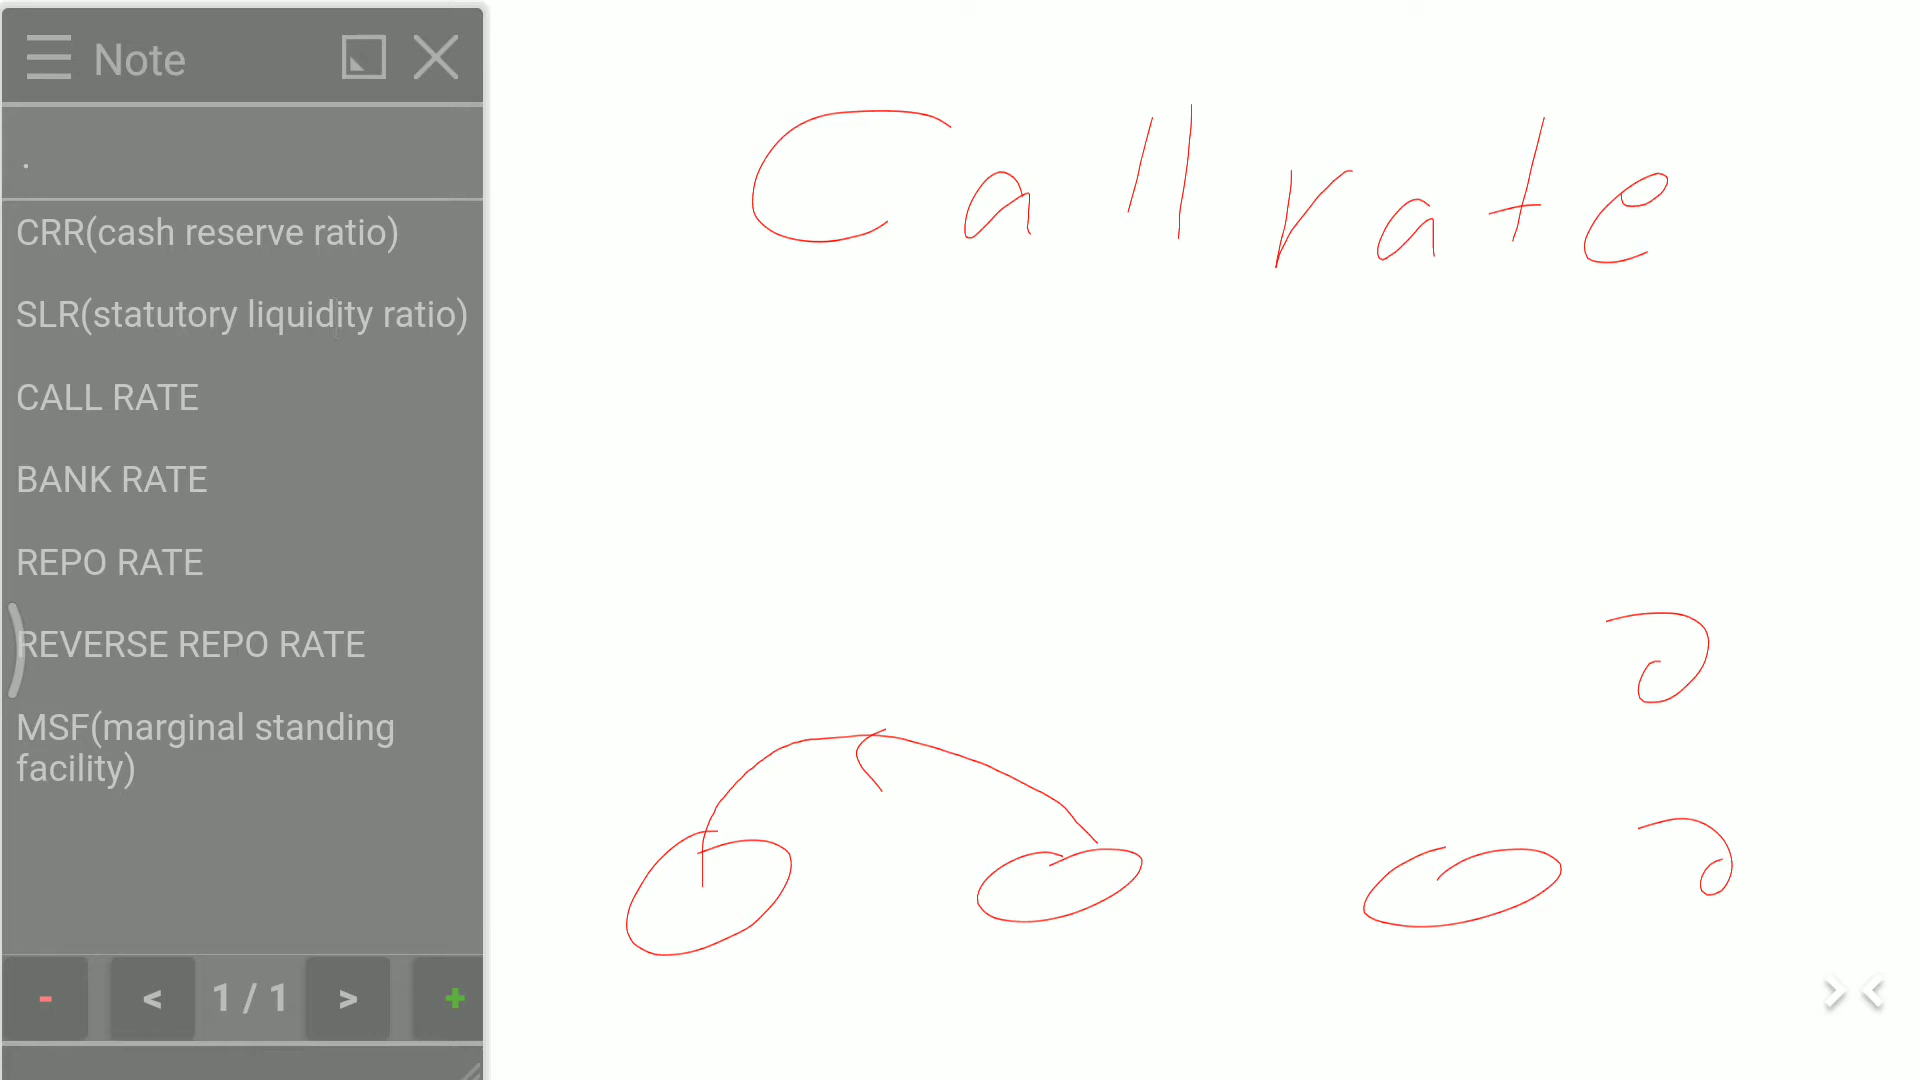 Note
.
CRR(cash reserve ratio)
SLR(statutory liquidity ratio)
CALL RATE
BANK RATE
REPO RATE
REVERSE REPO RATE
MSF(marginal standing
facility)
- < 1 / 1 > +
Call rate